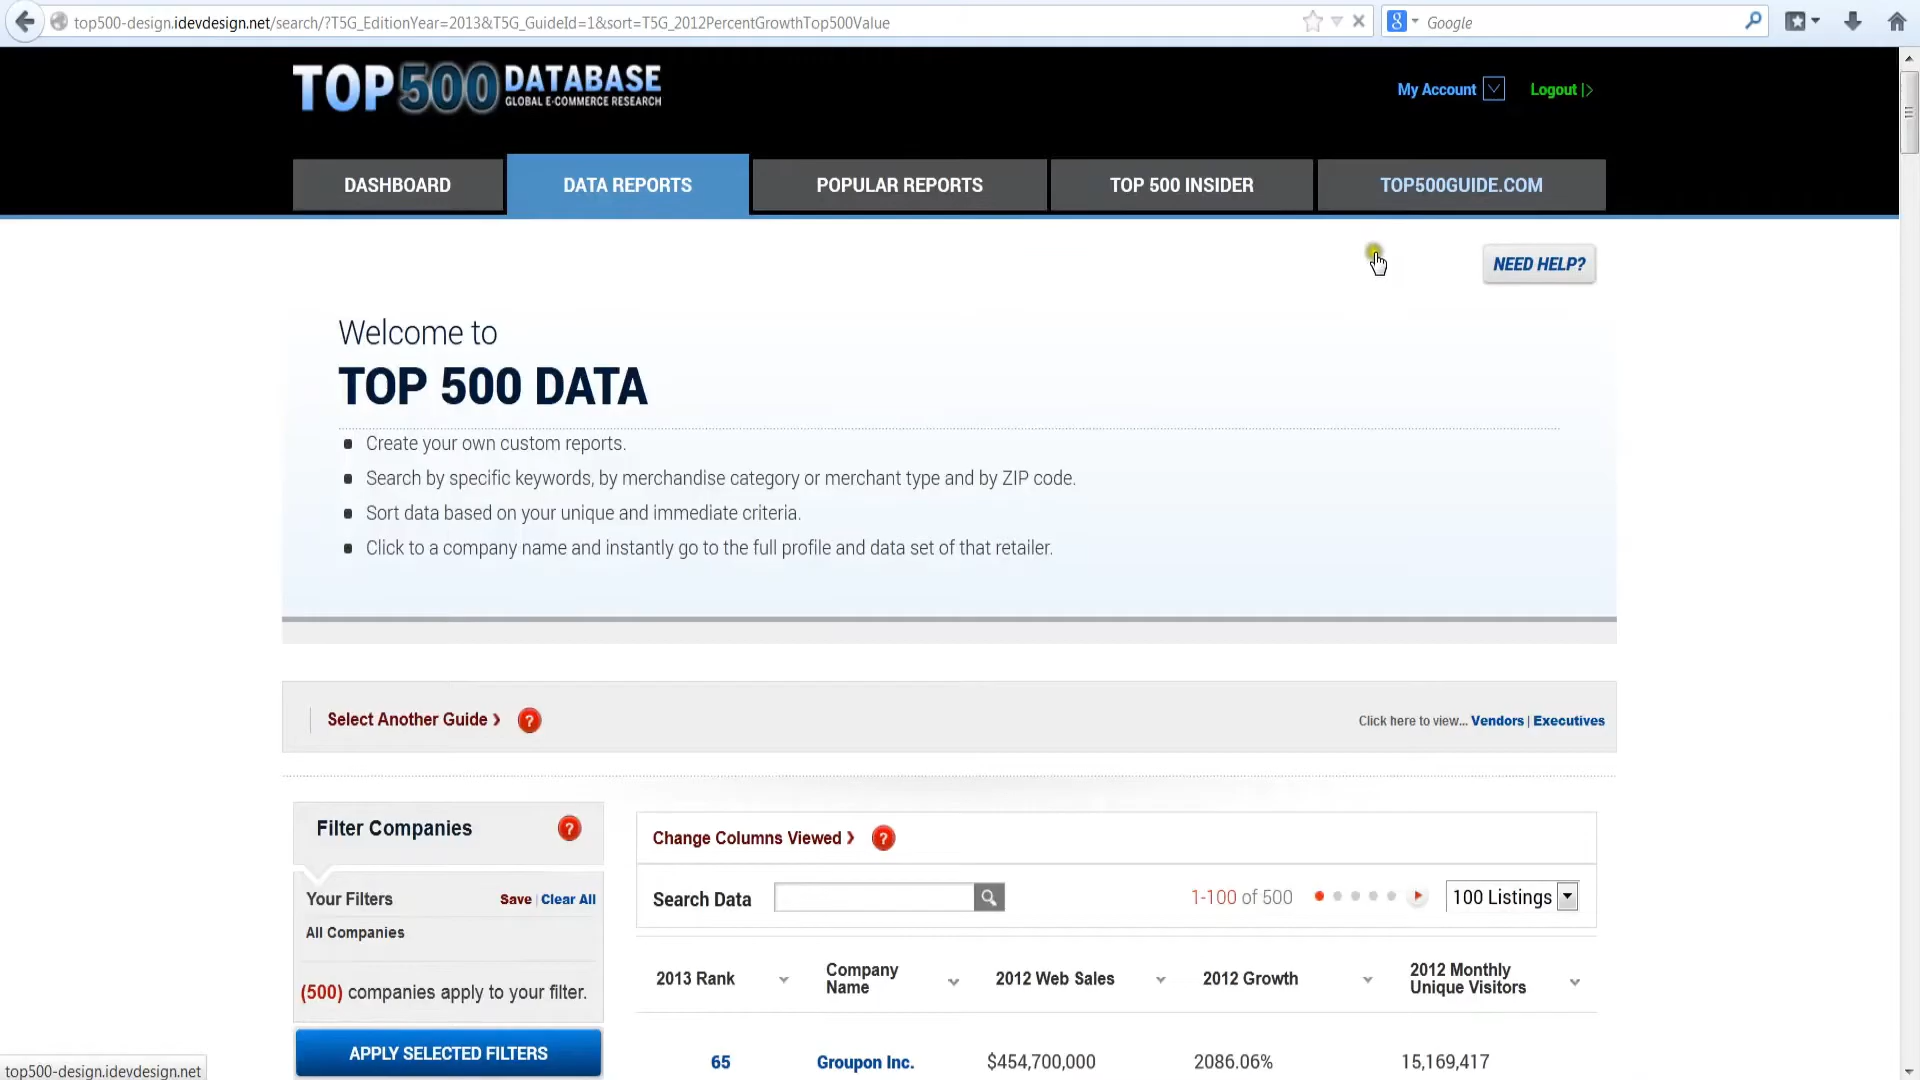 top500-design.idevdesign.net/search/?T5G_EditionYear=2013&T5G_GuideId=1&sort=T5G_2012PercentGrowthTop500Value
8
Google
TOP500 DATABASE
GLOBAL E-COMMERCE RESEARCH
My Account
Logout
DASHBOARD
DATA REPORTS
POPULAR REPORTS
TOP 500 INSIDER
TOP500GUIDE.COM
NEED HELP?
Welcome to
TOP 500 DATA
Create your own custom reports.
Search by specific keywords, by merchandise category or merchant type and by ZIP code.
Sort data based on your unique and immediate criteria.
Click to a company name and instantly go to the full profile and data set of that retailer.
Select Another Guide › ?
Click here to view... Vendors | Executives
Filter Companies ?
Your Filters Save | Clear All
All Companies
(500) companies apply to your filter.
APPLY SELECTED FILTERS
Change Columns Viewed › ?
Search Data
1-100 of 500
100 Listings
2013 Rank
Company
Name
2012 Web Sales
2012 Growth
2012 Monthly
Unique Visitors
65 Groupon Inc. $454,700,000 2086.06% 15,169,417
top500-design.idevdesign.net